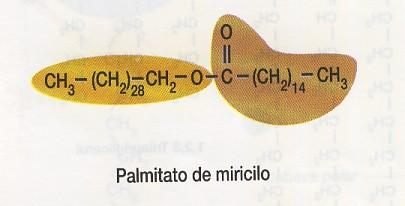 O
||
CH₃–(CH₂)₂₈–CH₂–O–C–(CH₂)₁₄–CH₃
Palmitato de miricilo